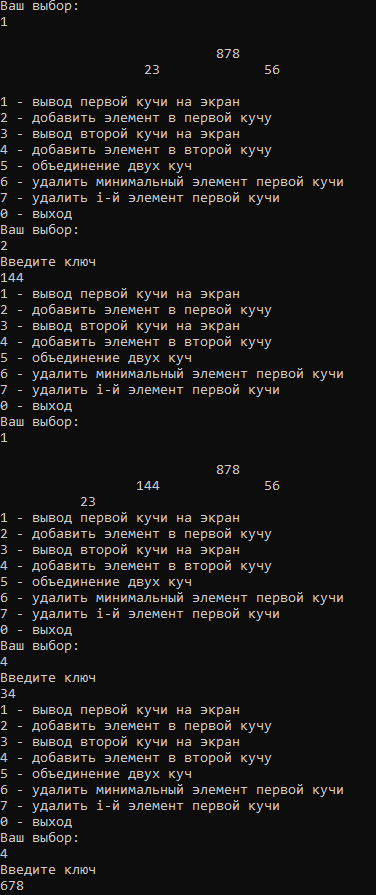 Ваш выбор:
1
878
23 56
1 - вывод первой кучи на экран
2 - добавить элемент в первую кучу
3 - вывод второй кучи на экран
4 - добавить элемент в второй кучу
5 - объединение двух куч
6 - удалить минимальный элемент первой кучи
7 - удалить i-й элемент первой кучи
0 - выход
Ваш выбор:
2
Введите ключ
144
1 - вывод первой кучи на экран
2 - добавить элемент в первую кучу
3 - вывод второй кучи на экран
4 - добавить элемент в второй кучу
5 - объединение двух куч
6 - удалить минимальный элемент первой кучи
7 - удалить i-й элемент первой кучи
0 - выход
Ваш выбор:
1
878
144 56
23
1 - вывод первой кучи на экран
2 - добавить элемент в первую кучу
3 - вывод второй кучи на экран
4 - добавить элемент в второй кучу
5 - объединение двух куч
6 - удалить минимальный элемент первой кучи
7 - удалить i-й элемент первой кучи
0 - выход
Ваш выбор:
4
Введите ключ
34
1 - вывод первой кучи на экран
2 - добавить элемент в первую кучу
3 - вывод второй кучи на экран
4 - добавить элемент в второй кучу
5 - объединение двух куч
6 - удалить минимальный элемент первой кучи
7 - удалить i-й элемент первой кучи
0 - выход
Ваш выбор:
4
Введите ключ
678